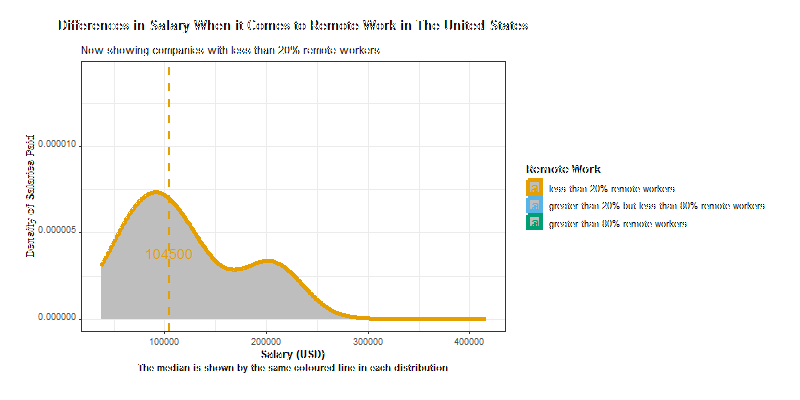 Differences in Salary When it Comes to Remote Work in The United States
Now showing companies with less than 20% remote workers
Density of Salaries Paid
0.000010
0.000005
0.000000
104500
100000
200000
300000
400000
Salary (USD)
The median is shown by the same coloured line in each distribution
Remote Work
less than 20% remote workers
greater than 20% but less than 80% remote workers
greater than 80% remote workers